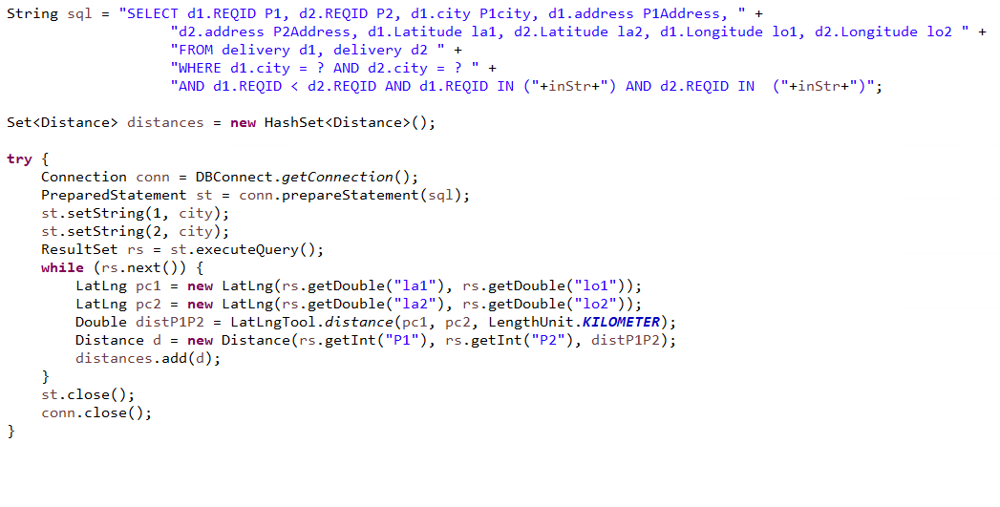 String sql = "SELECT d1.REQID P1, d2.REQID P2, d1.city P1city, d1.address P1Address, " +
"d2.address P2Address, d1.Latitude la1, d2.Latitude la2, d1.Longitude lo1, d2.Longitude lo2 " +
"FROM delivery d1, delivery d2 " +
"WHERE d1.city = ? AND d2.city = ? " +
"AND d1.REQID < d2.REQID AND d1.REQID IN ("+inStr+") AND d2.REQID IN  ("+inStr+")";
Set<Distance> distances = new HashSet<Distance>();
try {
Connection conn = DBConnect.getConnection();
PreparedStatement st = conn.prepareStatement(sql);
st.setString(1, city);
st.setString(2, city);
ResultSet rs = st.executeQuery();
while (rs.next()) {
LatLng pc1 = new LatLng(rs.getDouble("la1"), rs.getDouble("lo1"));
LatLng pc2 = new LatLng(rs.getDouble("la2"), rs.getDouble("lo2"));
Double distP1P2 = LatLngTool.distance(pc1, pc2, LengthUnit.KILOMETER);
Distance d = new Distance(rs.getInt("P1"), rs.getInt("P2"), distP1P2);
distances.add(d);
}
st.close();
conn.close();
}